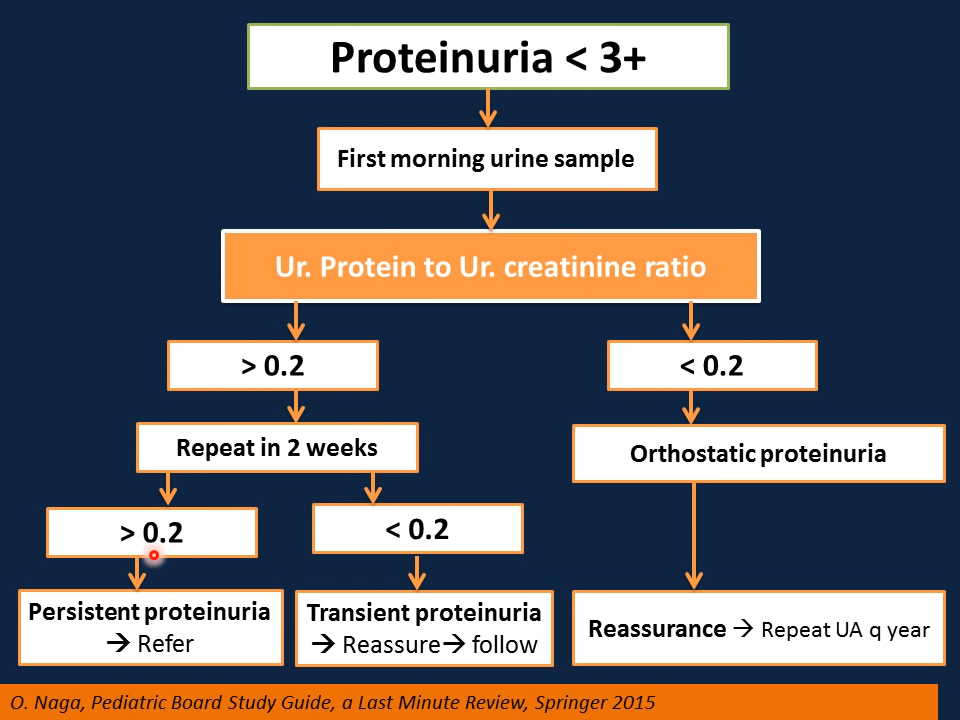 Proteinuria < 3+
First morning urine sample
Ur. Protein to Ur. creatinine ratio
> 0.2
< 0.2
Repeat in 2 weeks
Orthostatic proteinuria
> 0.2
< 0.2
Persistent proteinuria
→ Refer
Transient proteinuria
→ Reassure→ follow
Reassurance → Repeat UA q year
O. Naga, Pediatric Board Study Guide, a Last Minute Review, Springer 2015